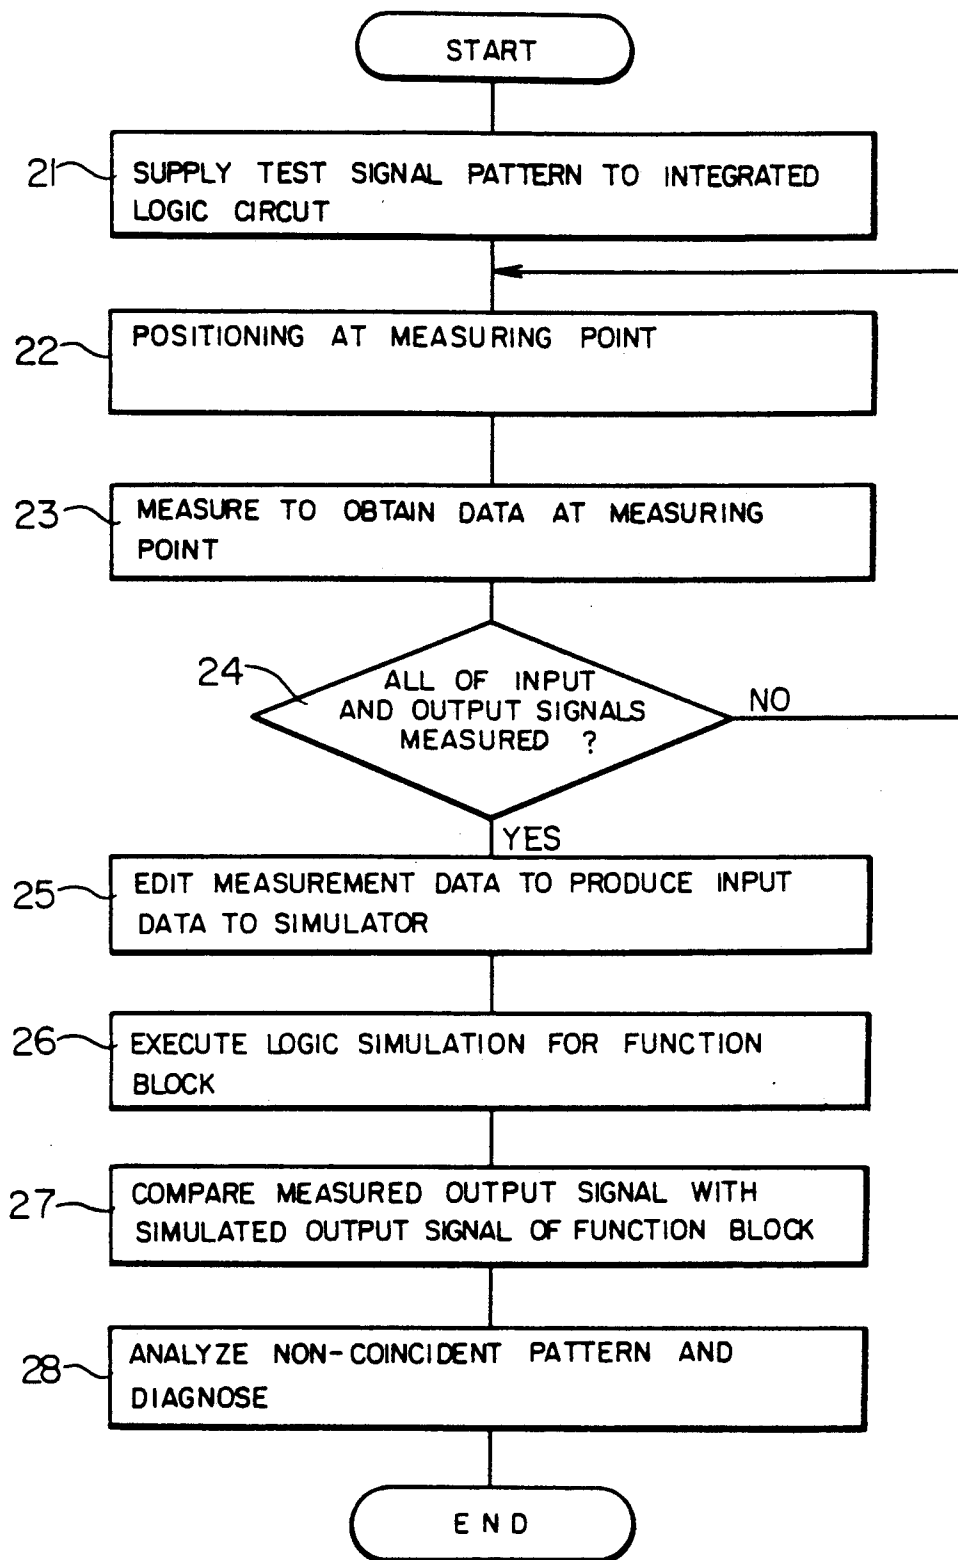 START
21
SUPPLY TEST SIGNAL PATTERN TO INTEGRATED
LOGIC CIRCUT
22
POSITIONING AT MEASURING POINT
23
MEASURE TO OBTAIN DATA AT MEASURING
POINT
24
ALL OF INPUT
AND OUTPUT SIGNALS
MEASURED ?
NO
YES
25
EDIT MEASUREMENT DATA TO PRODUCE INPUT
DATA TO SIMULATOR
26
EXECUTE LOGIC SIMULATION FOR FUNCTION
BLOCK
27
COMPARE MEASURED OUTPUT SIGNAL WITH
SIMULATED OUTPUT SIGNAL OF FUNCTION BLOCK
28
ANALYZE NON-COINCIDENT PATTERN AND
DIAGNOSE
END